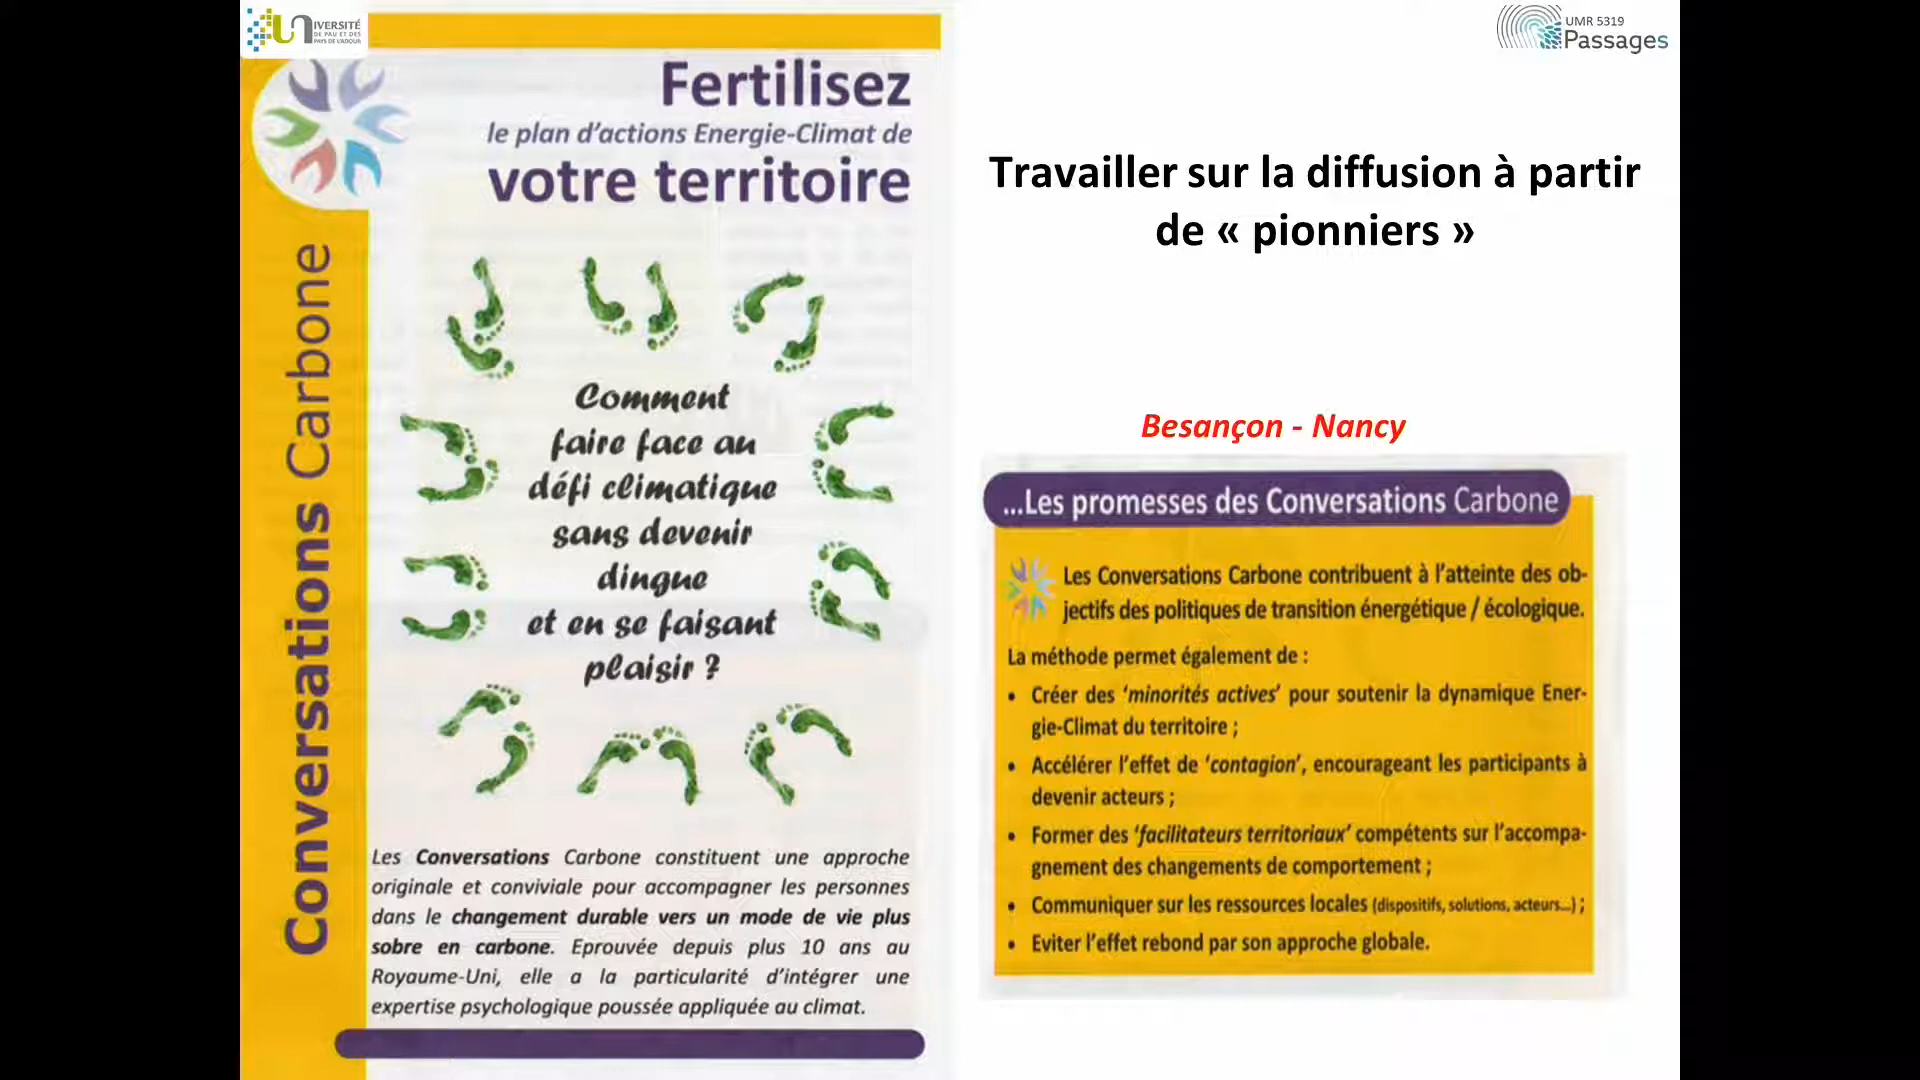 UNIVERSITÉ
DE PAU ET DES
PAYS DE L'ADOUR
Conversations Carbone
Fertilisez
le plan d'actions Energie-Climat de
votre territoire
Comment
faire face au
défi climatique
sans devenir
dingue
et en se faisant
plaisir ?
Les Conversations Carbone constituent une approche
originale et conviviale pour accompagner les personnes
dans le changement durable vers un mode de vie plus
sobre en carbone. Eprouvée depuis plus 10 ans au
Royaume-Uni, elle a la particularité d'intégrer une
expertise psychologique poussée appliquée au climat.
UMR 5319
Passages
Travailler sur la diffusion à partir
de « pionniers »
Besançon - Nancy
...Les promesses des Conversations Carbone
Les Conversations Carbone contribuent à l'atteinte des ob-
jectifs des politiques de transition énergétique / écologique.
La méthode permet également de :
• Créer des 'minorités actives' pour soutenir la dynamique Ener-
gie-Climat du territoire ;
• Accélérer l'effet de 'contagion', encourageant les participants à
devenir acteurs ;
• Former des 'facilitateurs territoriaux' compétents sur l'accompa-
gnement des changements de comportement ;
• Communiquer sur les ressources locales (dispositifs, solutions, acteurs...) ;
• Eviter l'effet rebond par son approche globale.